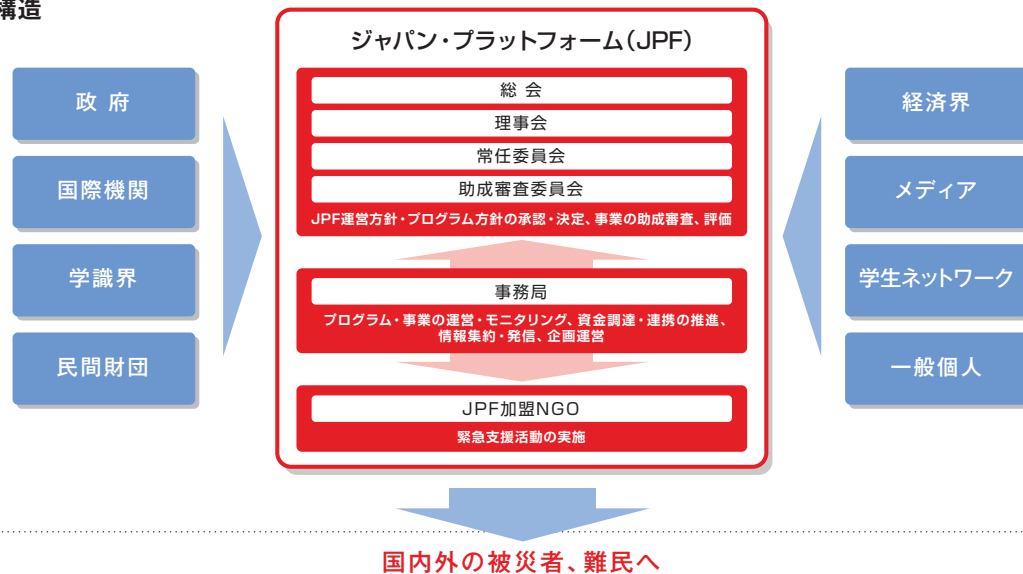 構造
ジャパン・プラットフォーム(JPF)
総 会
理事会
常任委員会
助成審査委員会
JPF運営方針・プログラム方針の承認・決定、事業の助成審査、評価
事務局
プログラム・事業の運営・モニタリング、資金調達・連携の推進、
情報集約・発信、企画運営
JPF加盟NGO
緊急支援活動の実施
政 府
国際機関
学識界
民間財団
経済界
メディア
学生ネットワーク
一般個人
国内外の被災者、難民へ